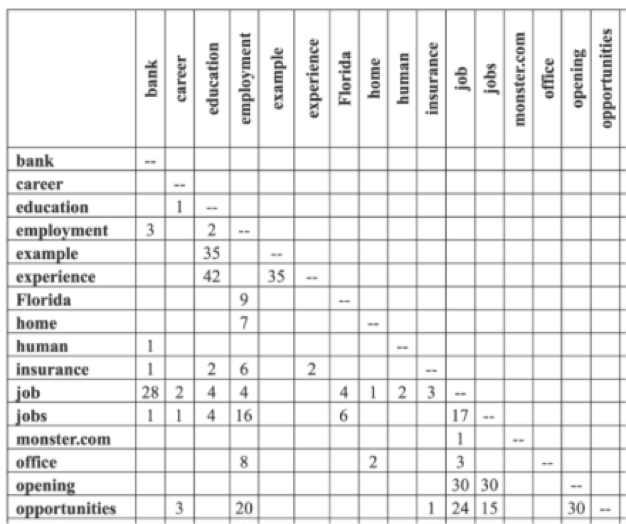 bank career education employment example experience Florida home human insurance job jobs monster.com office opening opportunities
bank --
career --
education 1 --
employment 3 2 --
example 35 --
experience 42 35 --
Florida 9 --
home 7 --
human 1 --
insurance 1 2 6 2 --
job 28 2 4 4 4 1 2 3 --
jobs 1 1 4 16 6 17 --
monster.com 1 --
office 8 2 3 --
opening 30 30 --
opportunities 3 20 1 24 15 30 --